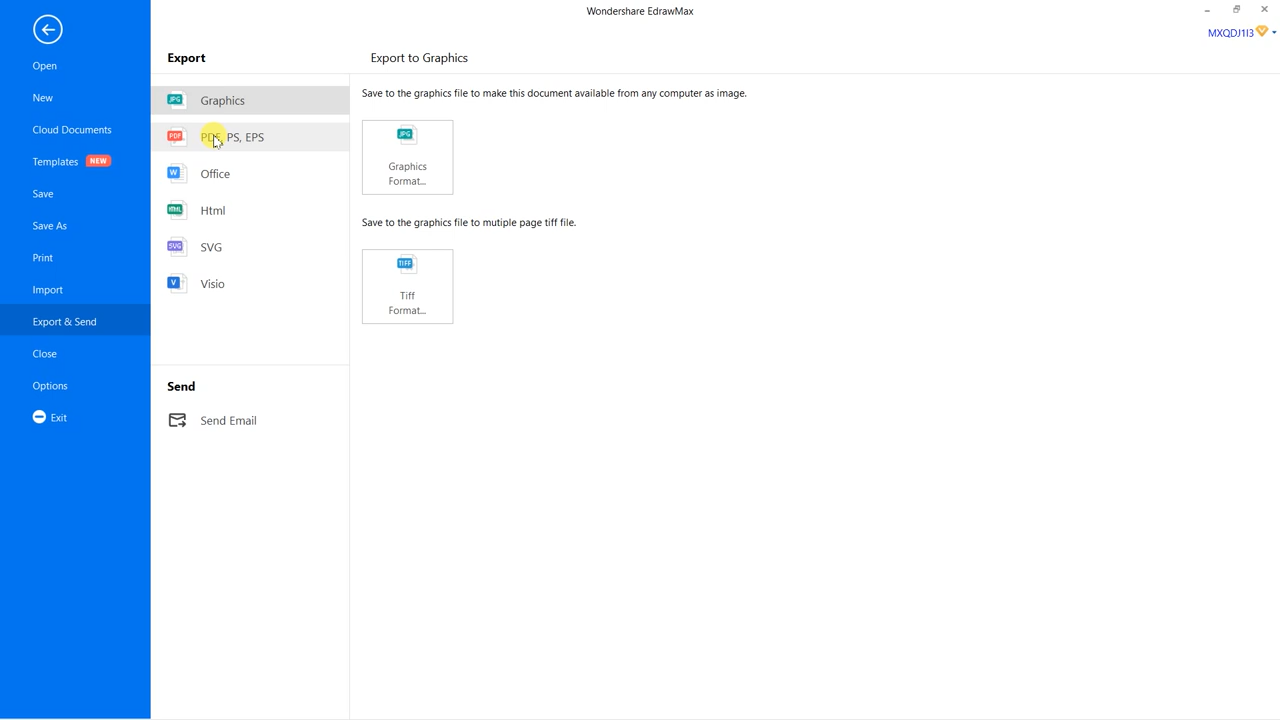 Wondershare EdrawMax
MXQDJ1I3
Open
New
Cloud Documents
Templates NEW
Save
Save As
Print
Import
Export & Send
Close
Options
Exit
Export
JPG Graphics
PDF PDF, PS, EPS
W Office
HTML Html
SVG SVG
V Visio
Send
Send Email
Export to Graphics
Save to the graphics file to make this document available from any computer as image.
JPG
Graphics
Format...
Save to the graphics file to mutiple page tiff file.
TIFF
Tiff
Format...